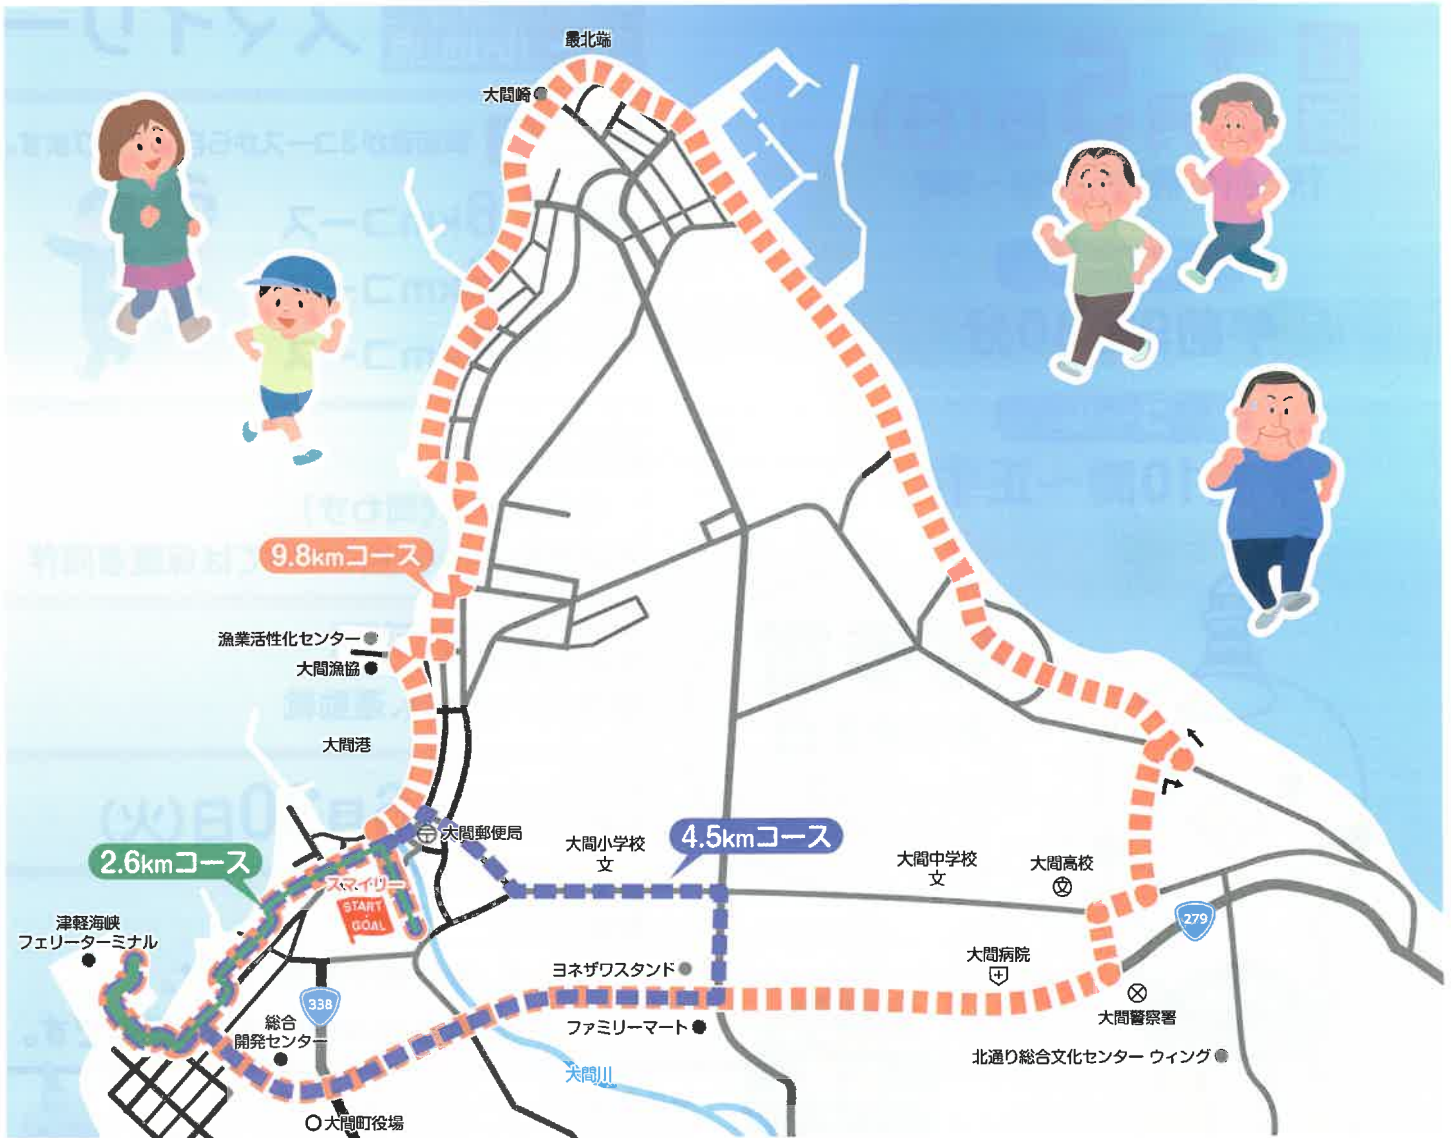 最北端
大間崎
9.8kmコース
漁業活性化センター
大間漁協
大間港
大間郵便局
大間小学校
文
4.5kmコース
大間中学校
文
大間高校
文
2.6kmコース
スマイリー
START
・
GOAL
279
津軽海峡
フェリーターミナル
大間病院
ヨネザワスタンド
338
総合
開発センター
ファミリーマート
大間警察署
北通り総合文化センター ウィング
大間川
大間町役場